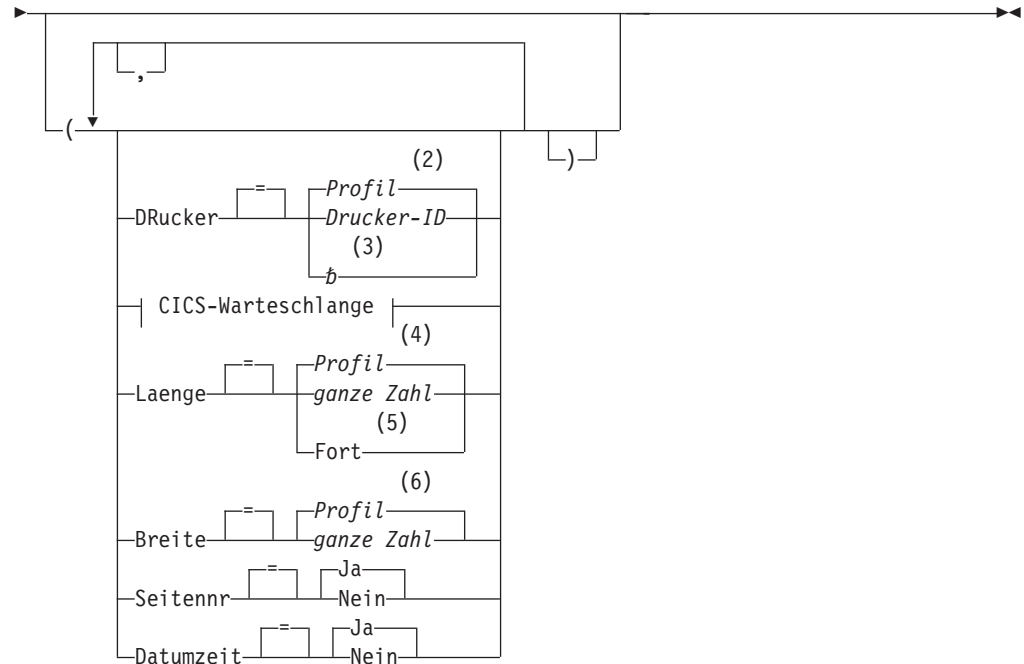 ,
(
)
(2)
DRucker = Profil
Drucker-ID
(3)
ƀ
CICS-Warteschlange
(4)
Laenge = Profil
ganze Zahl
(5)
Fort
(6)
Breite = Profil
ganze Zahl
Seitennr = Ja
Nein
Datumzeit = Ja
Nein